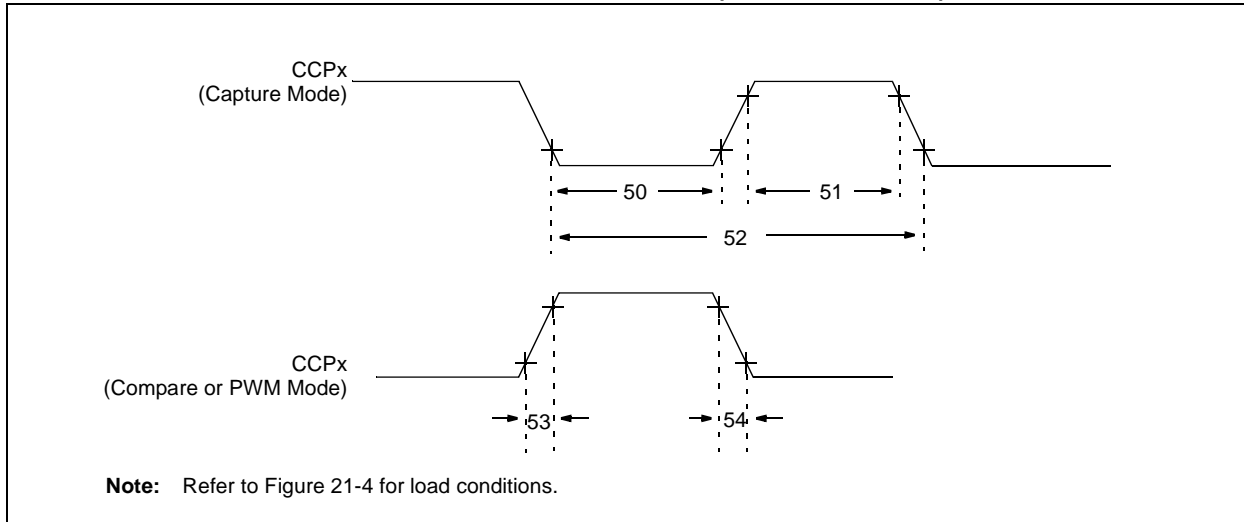 CCPx
(Capture Mode)
50
51
52
CCPx
(Compare or PWM Mode)
53
54
Note: Refer to Figure 21-4 for load conditions.